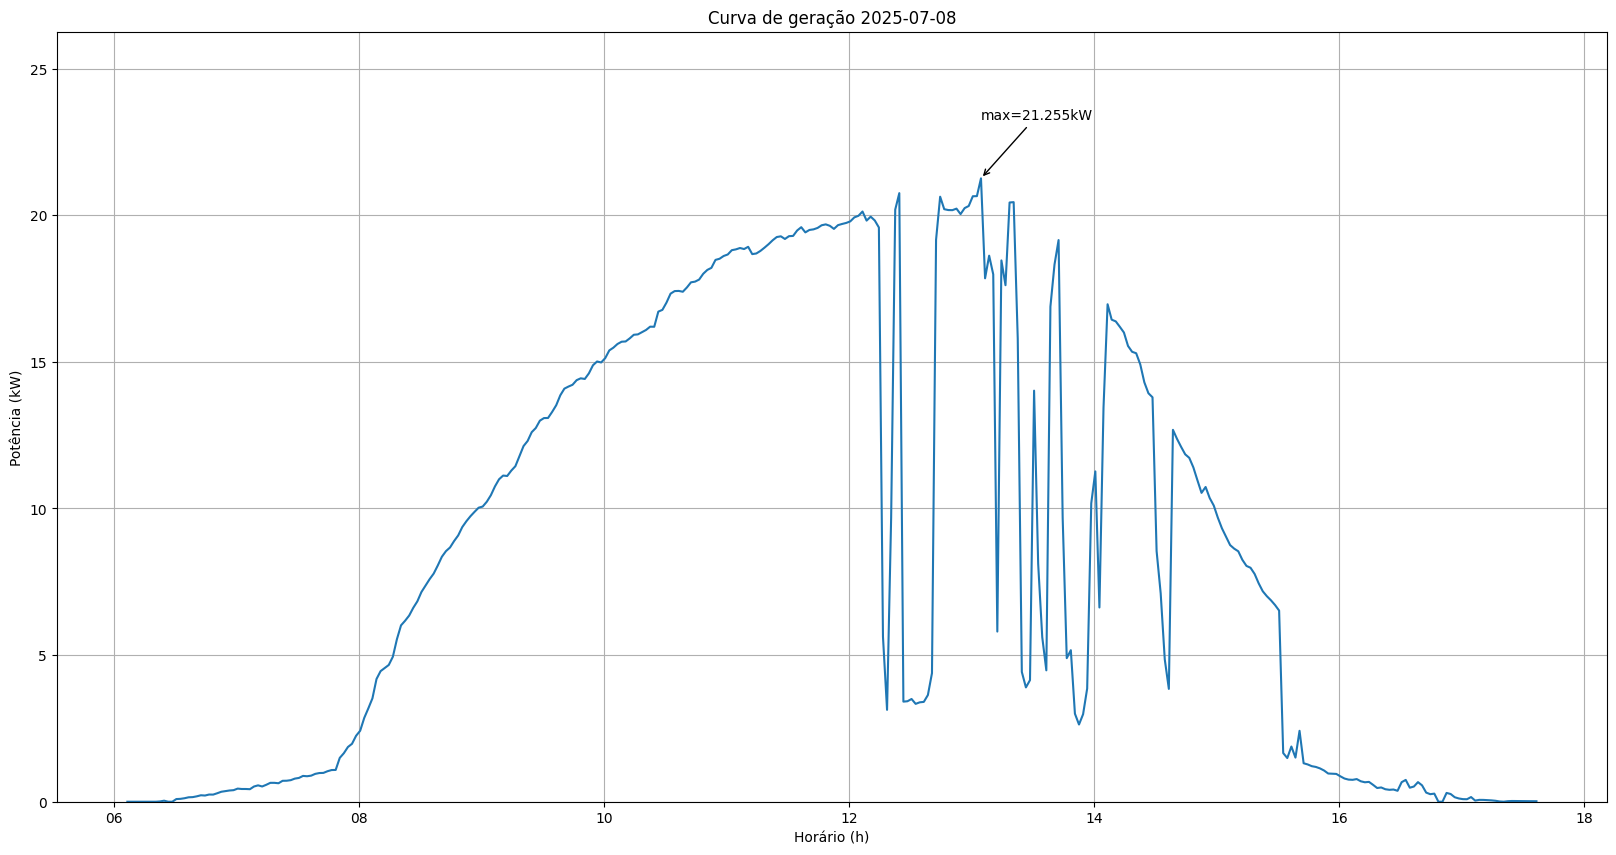 Curva de geração 2025-07-08
max=21.255kW
Potência (kW)
25
20
15
10
5
0
06 08 10 12 14 16 18
Horário (h)